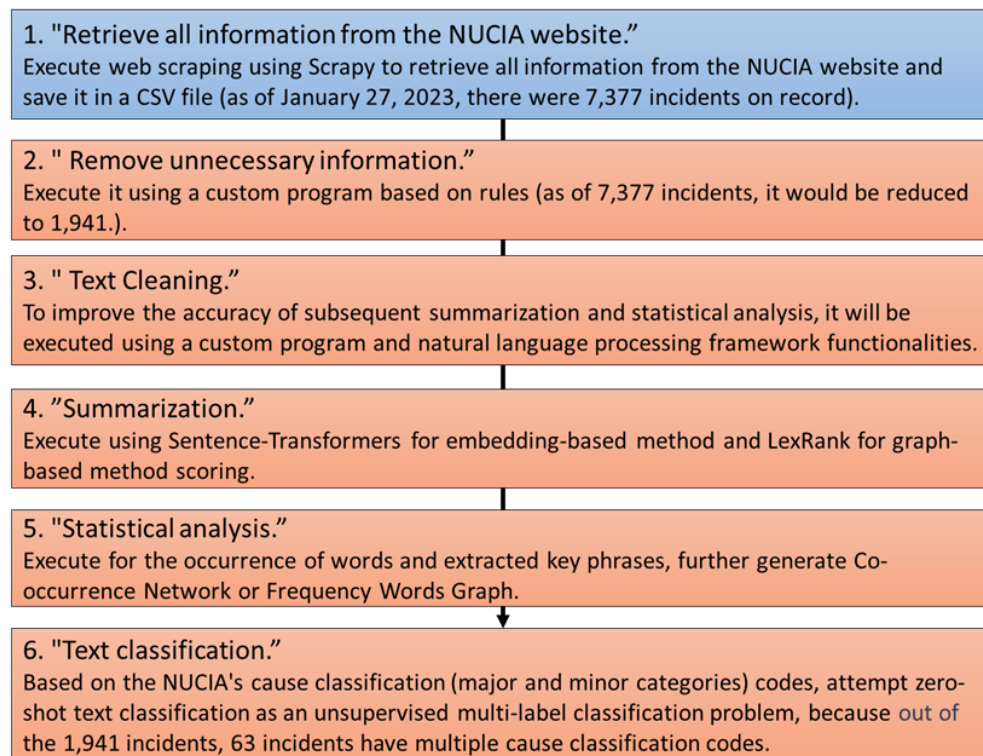 1. "Retrieve all information from the NUCIA website.”
Execute web scraping using Scrapy to retrieve all information from the NUCIA website and
save it in a CSV file (as of January 27, 2023, there were 7,377 incidents on record).
2. " Remove unnecessary information.”
Execute it using a custom program based on rules (as of 7,377 incidents, it would be reduced
to 1,941.).
3. " Text Cleaning.”
To improve the accuracy of subsequent summarization and statistical analysis, it will be
executed using a custom program and natural language processing framework functionalities.
4. ”Summarization.”
Execute using Sentence-Transformers for embedding-based method and LexRank for graph-
based method scoring.
5. "Statistical analysis.”
Execute for the occurrence of words and extracted key phrases, further generate Co-
occurrence Network or Frequency Words Graph.
6. "Text classification.”
Based on the NUCIA's cause classification (major and minor categories) codes, attempt zero-
shot text classification as an unsupervised multi-label classification problem, because out of
the 1,941 incidents, 63 incidents have multiple cause classification codes.